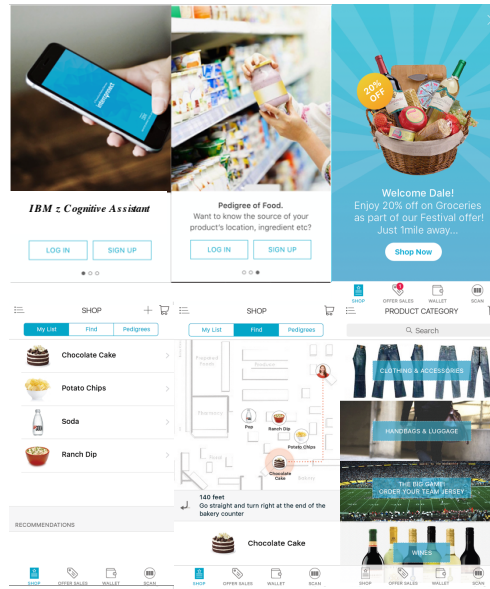 IBM z Cognitive Assistant
LOG IN
SIGN UP
Pedigree of Food.
Want to know the source of your
product's location, ingredient etc?
LOG IN
SIGN UP
20%
OFF
Welcome Dale!
Enjoy 20% off on Groceries
as part of our Festival offer!
Just 1mile away...
Shop Now
SHOP
OFFER SALES
WALLET
SCAN
SHOP
My List
Find
Pedigrees
Chocolate Cake
Potato Chips
Soda
Ranch Dip
RECOMMENDATIONS
SHOP
OFFER SALES
WALLET
SCAN
SHOP
My List
Find
Pedigrees
Prepared
Foods
Produce
Pharmacy
Pop
Ranch Dip
Potato Chips
Chocolate
Cake
Bakery
140 feet
Go straight and turn right at the end of the
bakery counter
Chocolate Cake
SHOP
OFFER SALES
WALLET
SCAN
PRODUCT CATEGORY
Search
CLOTHING & ACCESSORIES
HANDBAGS & LUGGAGE
THE BIG GAME!
ORDER YOUR TEAM JERSEY
WINES
SHOP
OFFER SALES
WALLET
SCAN